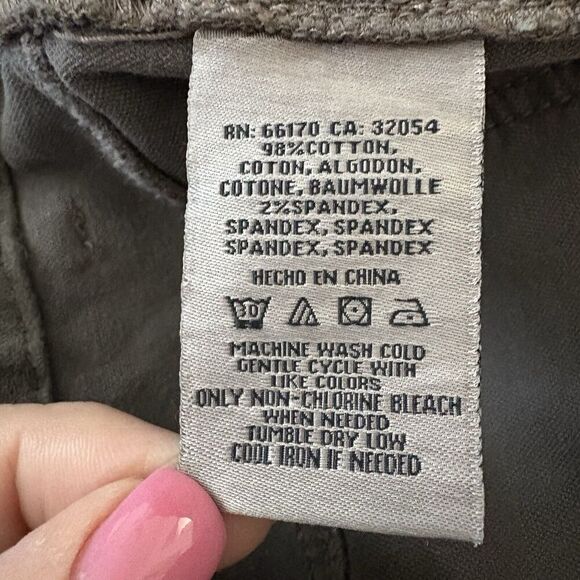 RN: 66170 CA: 32054
98%COTTON,
COTON, ALGODON,
COTONE, BAUMWOLLE
2%SPANDEX,
SPANDEX, SPANDEX
SPANDEX, SPANDEX
HECHO EN CHINA
30
MACHINE WASH COLD
GENTLE CYCLE WITH
LIKE COLORS
ONLY NON-CHLORINE BLEACH
WHEN NEEDED
TUMBLE DRY LOW
COOL IRON IF NEEDED